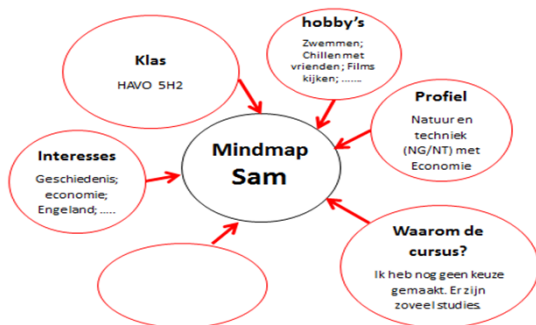 Klas
HAVO 5H2
hobby's
Zwemmen;
Chillen met
vrienden; Films
kijken; .......
Profiel
Natuur en
techniek
(NG/NT) met
Economie
Interesses
Geschiedenis;
economie;
Engeland; .....
Mindmap
Sam
Waarom de
cursus?
Ik heb nog geen keuze
gemaakt. Er zijn
zoveel studies.